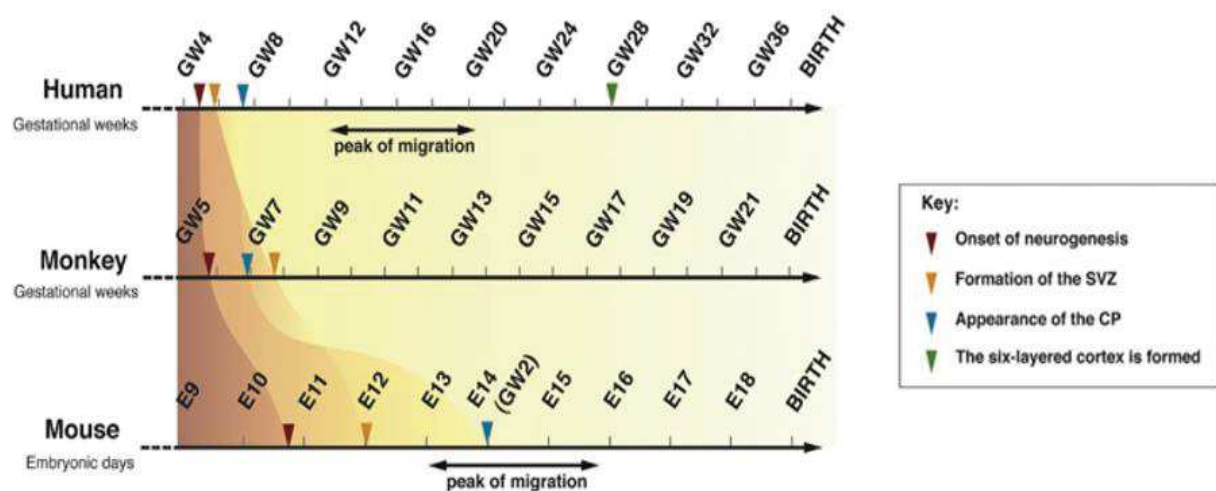 GW4 GW8 GW12 GW16 GW20 GW24 GW28 GW32 GW36 BIRTH
Human
Gestational weeks
peak of migration
GW5 GW7 GW9 GW11 GW13 GW15 GW17 GW19 GW21 BIRTH
Monkey
Gestational weeks
E9 E10 E11 E12 E13 E14 (GW2) E15 E16 E17 E18 BIRTH
Mouse
Embryonic days
peak of migration
Key:
Onset of neurogenesis
Formation of the SVZ
Appearance of the CP
The six-layered cortex is formed